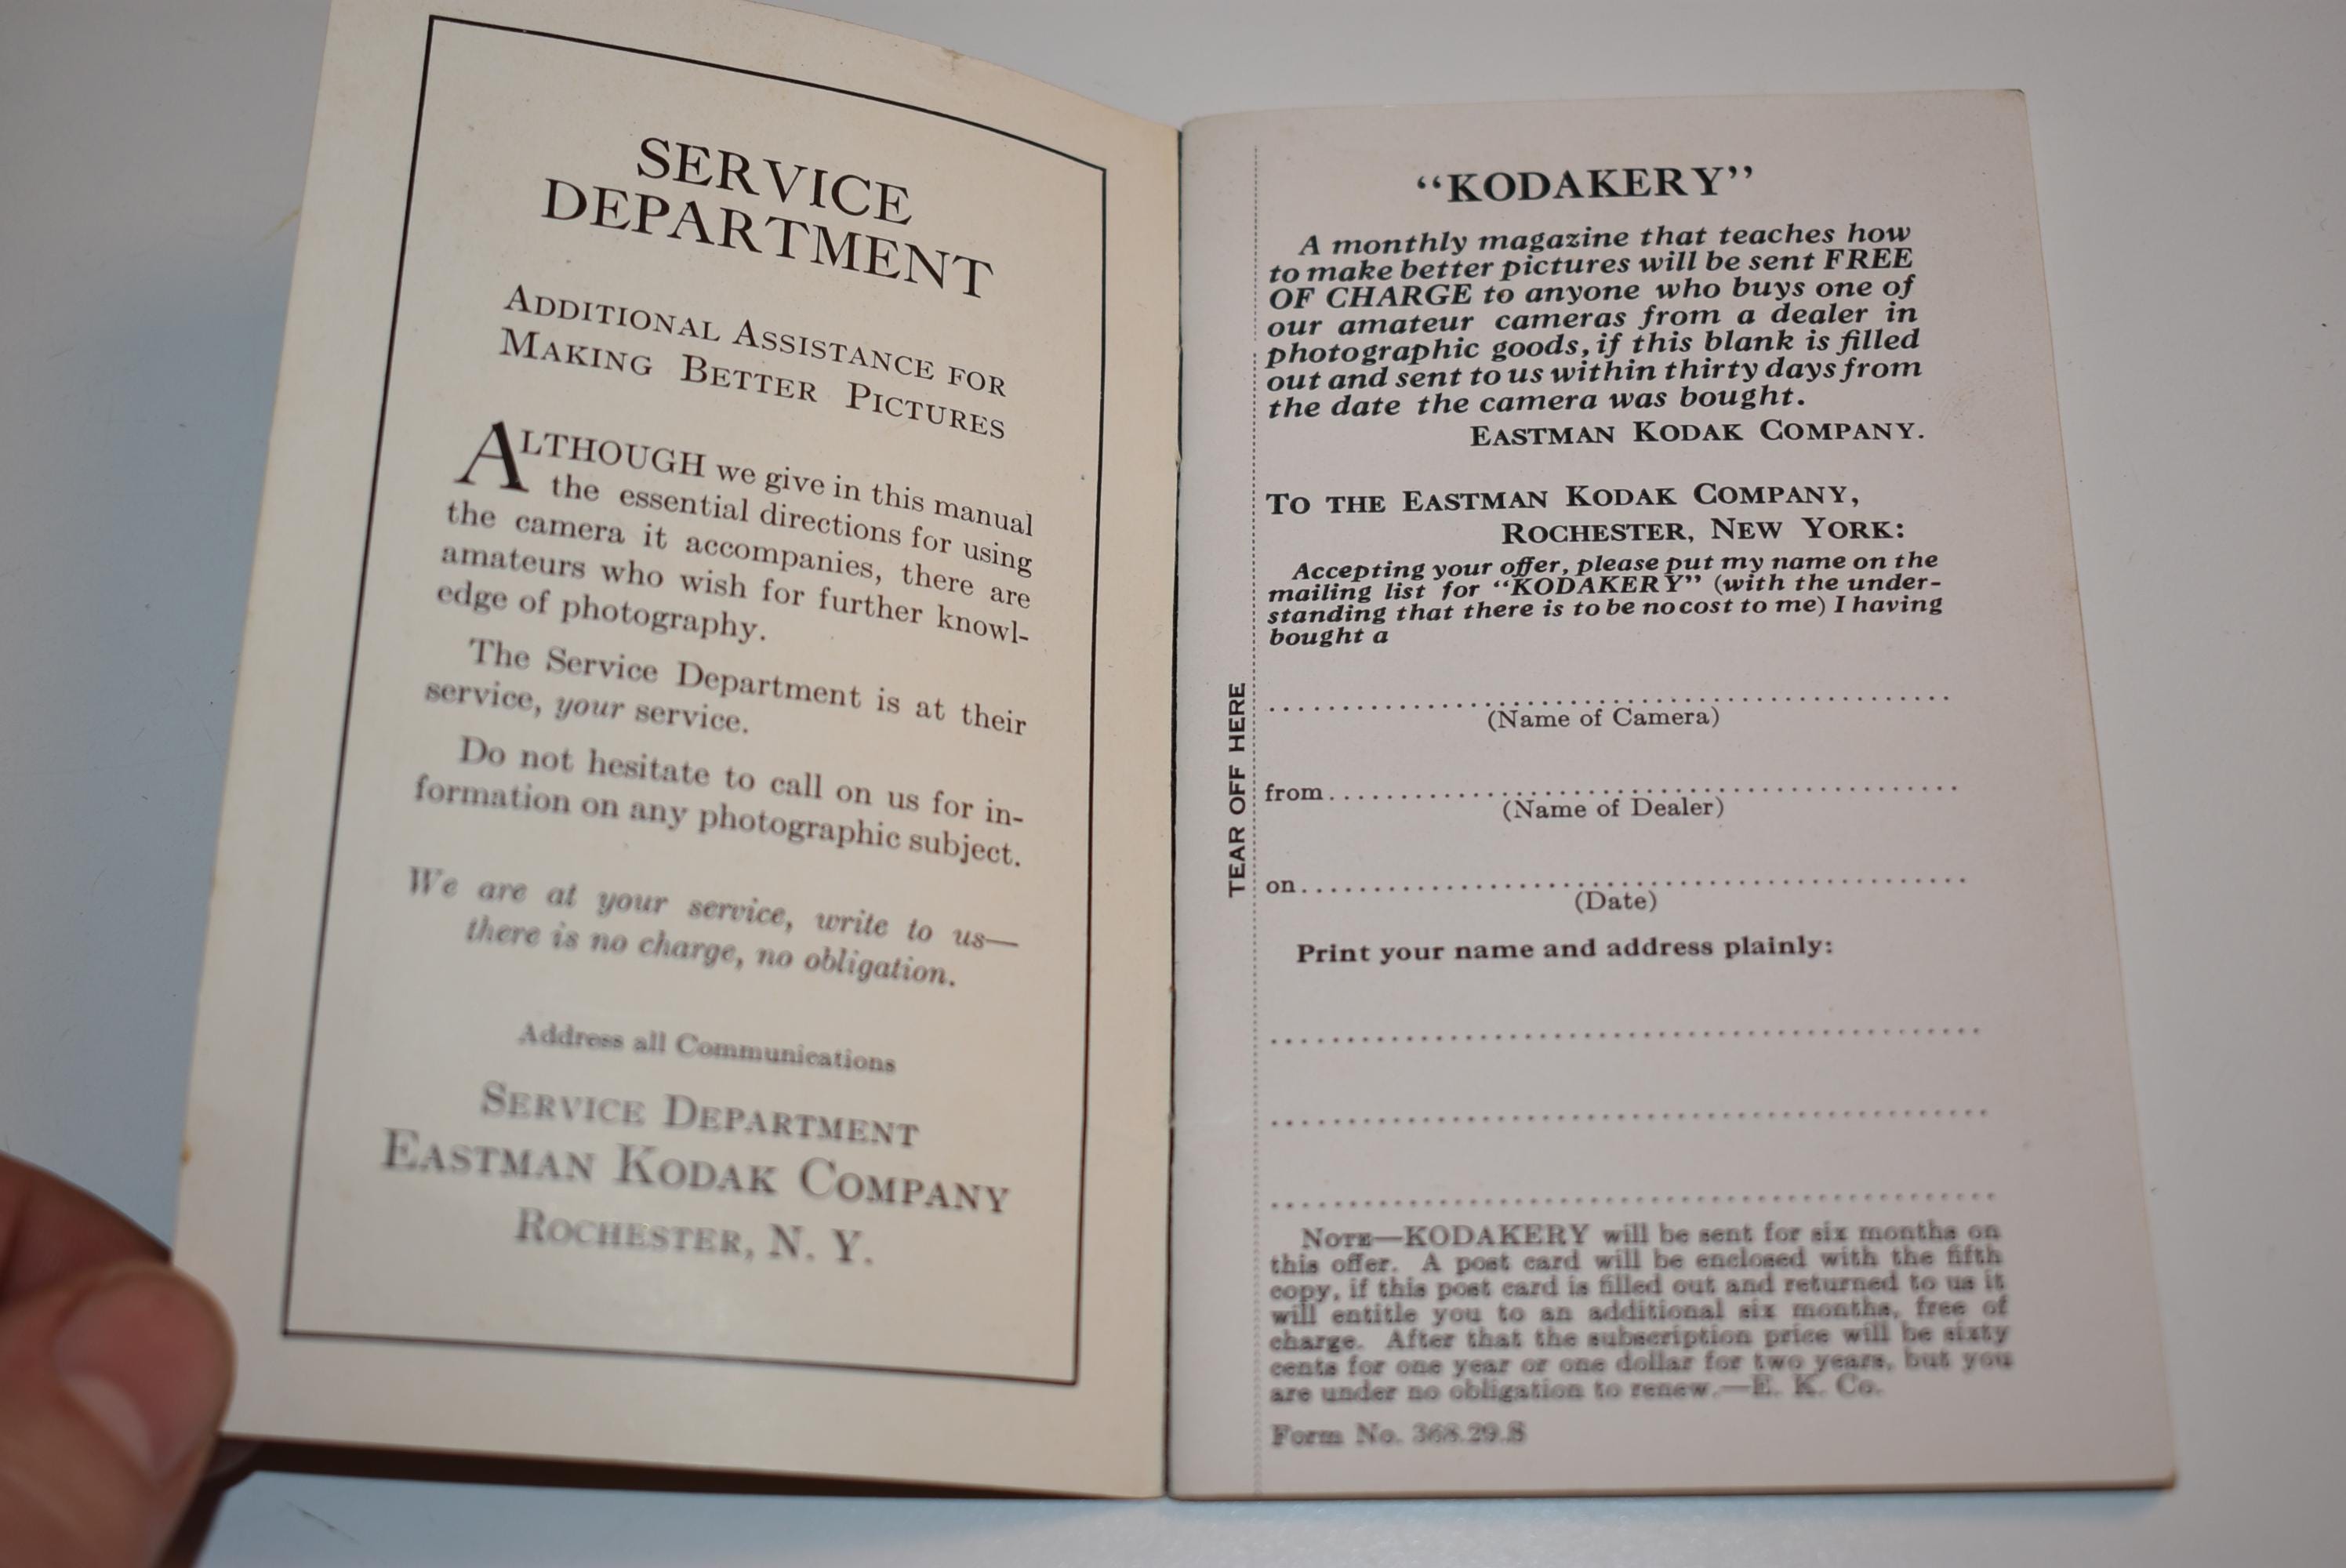 SERVICE
DEPARTMENT
ADDITIONAL ASSISTANCE FOR
MAKING BETTER PICTURES
ALTHOUGH we give in this manual
the essential directions for using
the camera it accompanies, there are
amateurs who wish for further knowl-
edge of photography.
The Service Department is at their
service, your service.
Do not hesitate to call on us for in-
formation on any photographic subject.
We are at your service, write to us—
there is no charge, no obligation.
Address all Communications
SERVICE DEPARTMENT
EASTMAN KODAK COMPANY
ROCHESTER, N. Y.
“KODAKERY”
A monthly magazine that teaches how
to make better pictures will be sent FREE
OF CHARGE to anyone who buys one of
our amateur cameras from a dealer in
photographic goods, if this blank is filled
out and sent to us within thirty days from
the date the camera was bought.
EASTMAN KODAK COMPANY.
TO THE EASTMAN KODAK COMPANY,
ROCHESTER, NEW YORK:
Accepting your offer, please put my name on the
mailing list for “KODAKERY” (with the under-
standing that there is to be no cost to me) I having
bought a
(Name of Camera)
from
(Name of Dealer)
on
(Date)
TEAR OFF HERE
Print your name and address plainly:
NOTE—KODAKERY will be sent for six months on
this offer. A post card will be enclosed with the fifth
copy, if this post card is filled out and returned to us it
will entitle you to an additional six months, free of
charge. After that the subscription price will be sixty
cents for one year or one dollar for two years, but you
are under no obligation to renew.—E. K. Co.
Form No. 368.29.S